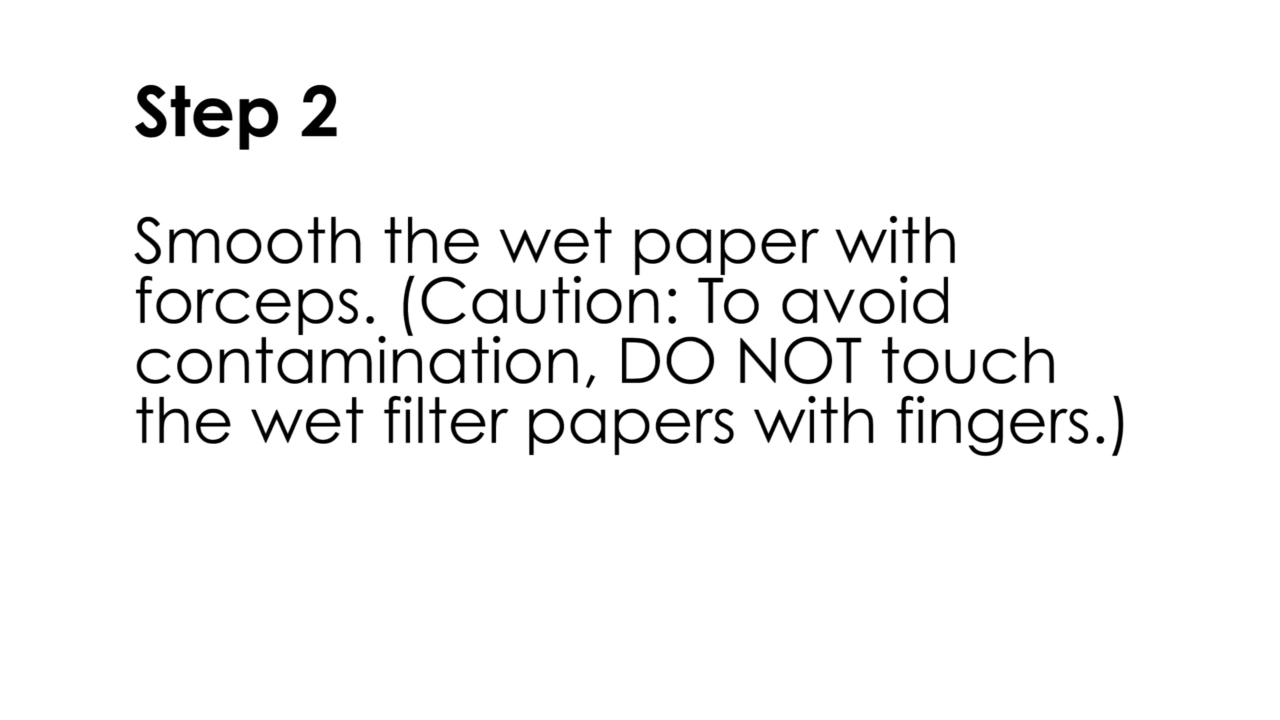 Step 2
Smooth the wet paper with
forceps. (Caution: To avoid
contamination, DO NOT touch
the wet filter papers with fingers.)